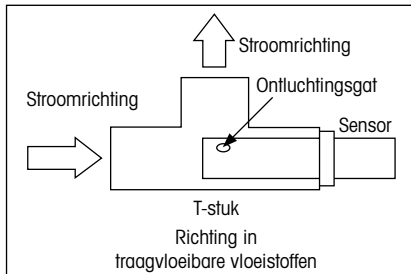 Stroomrichting
Ontluchtingsgat
Stroomrichting
Sensor
T-stuk
Richting in
traagvloeibare vloeistoffen